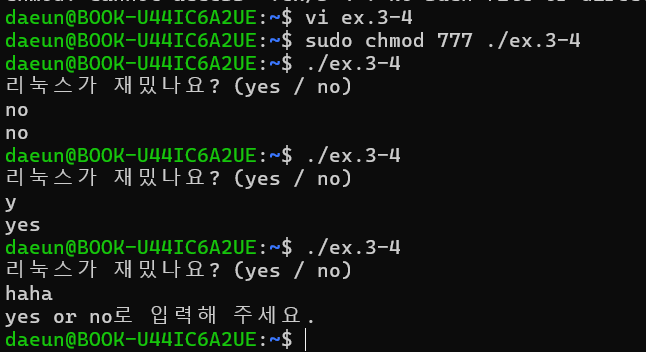 daeun@BOOK-U44IC6A2UE:~$ vi ex.3-4
daeun@BOOK-U44IC6A2UE:~$ sudo chmod 777 ./ex.3-4
daeun@BOOK-U44IC6A2UE:~$ ./ex.3-4
리눅스가 재밌나요? (yes / no)
no
no
daeun@BOOK-U44IC6A2UE:~$ ./ex.3-4
리눅스가 재밌나요? (yes / no)
y
yes
daeun@BOOK-U44IC6A2UE:~$ ./ex.3-4
리눅스가 재밌나요? (yes / no)
haha
yes or no로 입력해 주세요.
daeun@BOOK-U44IC6A2UE:~$